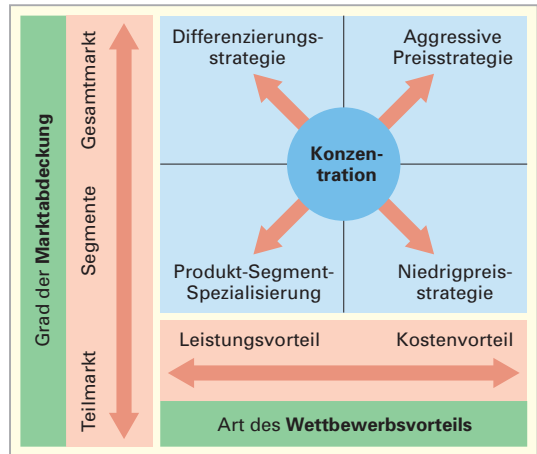 Grad der Marktabdeckung
Gesamtmarkt
Segmente
Teilmarkt
Differenzierungs-
strategie
Aggressive
Preisstrategie
Konzen-
tration
Produkt-Segment-
Spezialisierung
Niedrigpreis-
strategie
Leistungsvorteil
Kostenvorteil
Art des Wettbewerbsvorteils